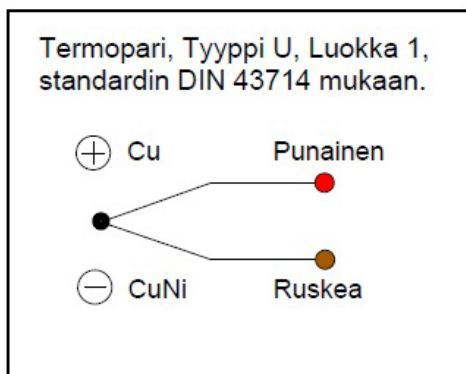 Termopari, Tyyppi U, Luokka 1,
standardin DIN 43714 mukaan.
+ Cu Punainen
− CuNi Ruskea